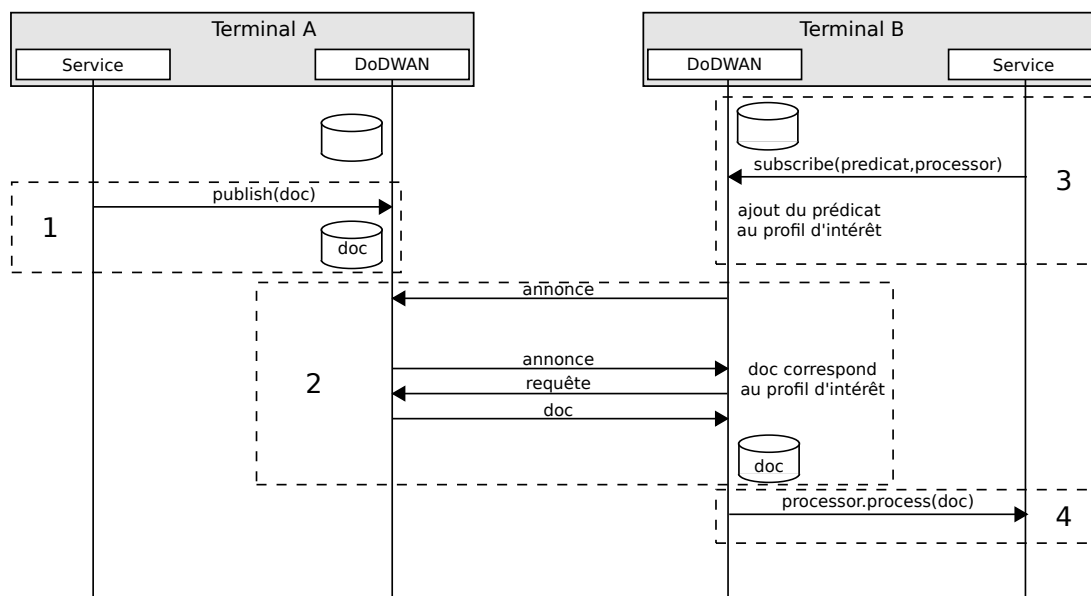 Terminal A
Terminal B
Service
DoDWAN
DoDWAN
Service
subscribe(predicat,processor)
3
publish(doc)
1
ajout du prédicat
au profil d'intérêt
doc
annonce
annonce
2
doc correspond
au profil d'intérêt
requête
doc
doc
processor.process(doc)
4